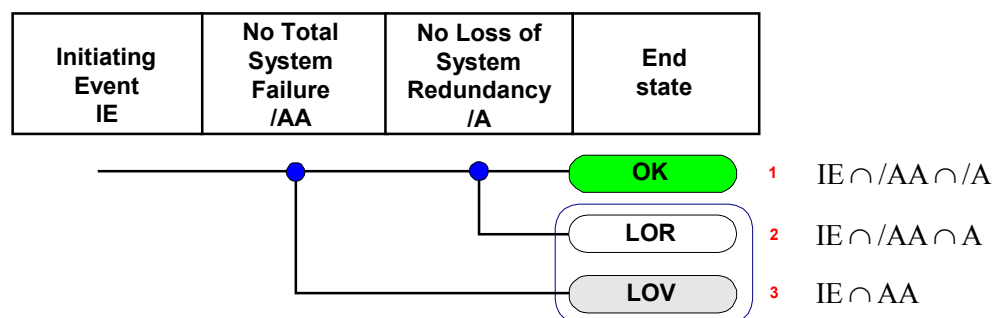 Initiating
Event
IE
No Total
System
Failure
/AA
No Loss of
System
Redundancy
/A
End
state
OK
1
IE ∩ /AA ∩ /A
LOR
2
IE ∩ /AA ∩ A
LOV
3
IE ∩ AA